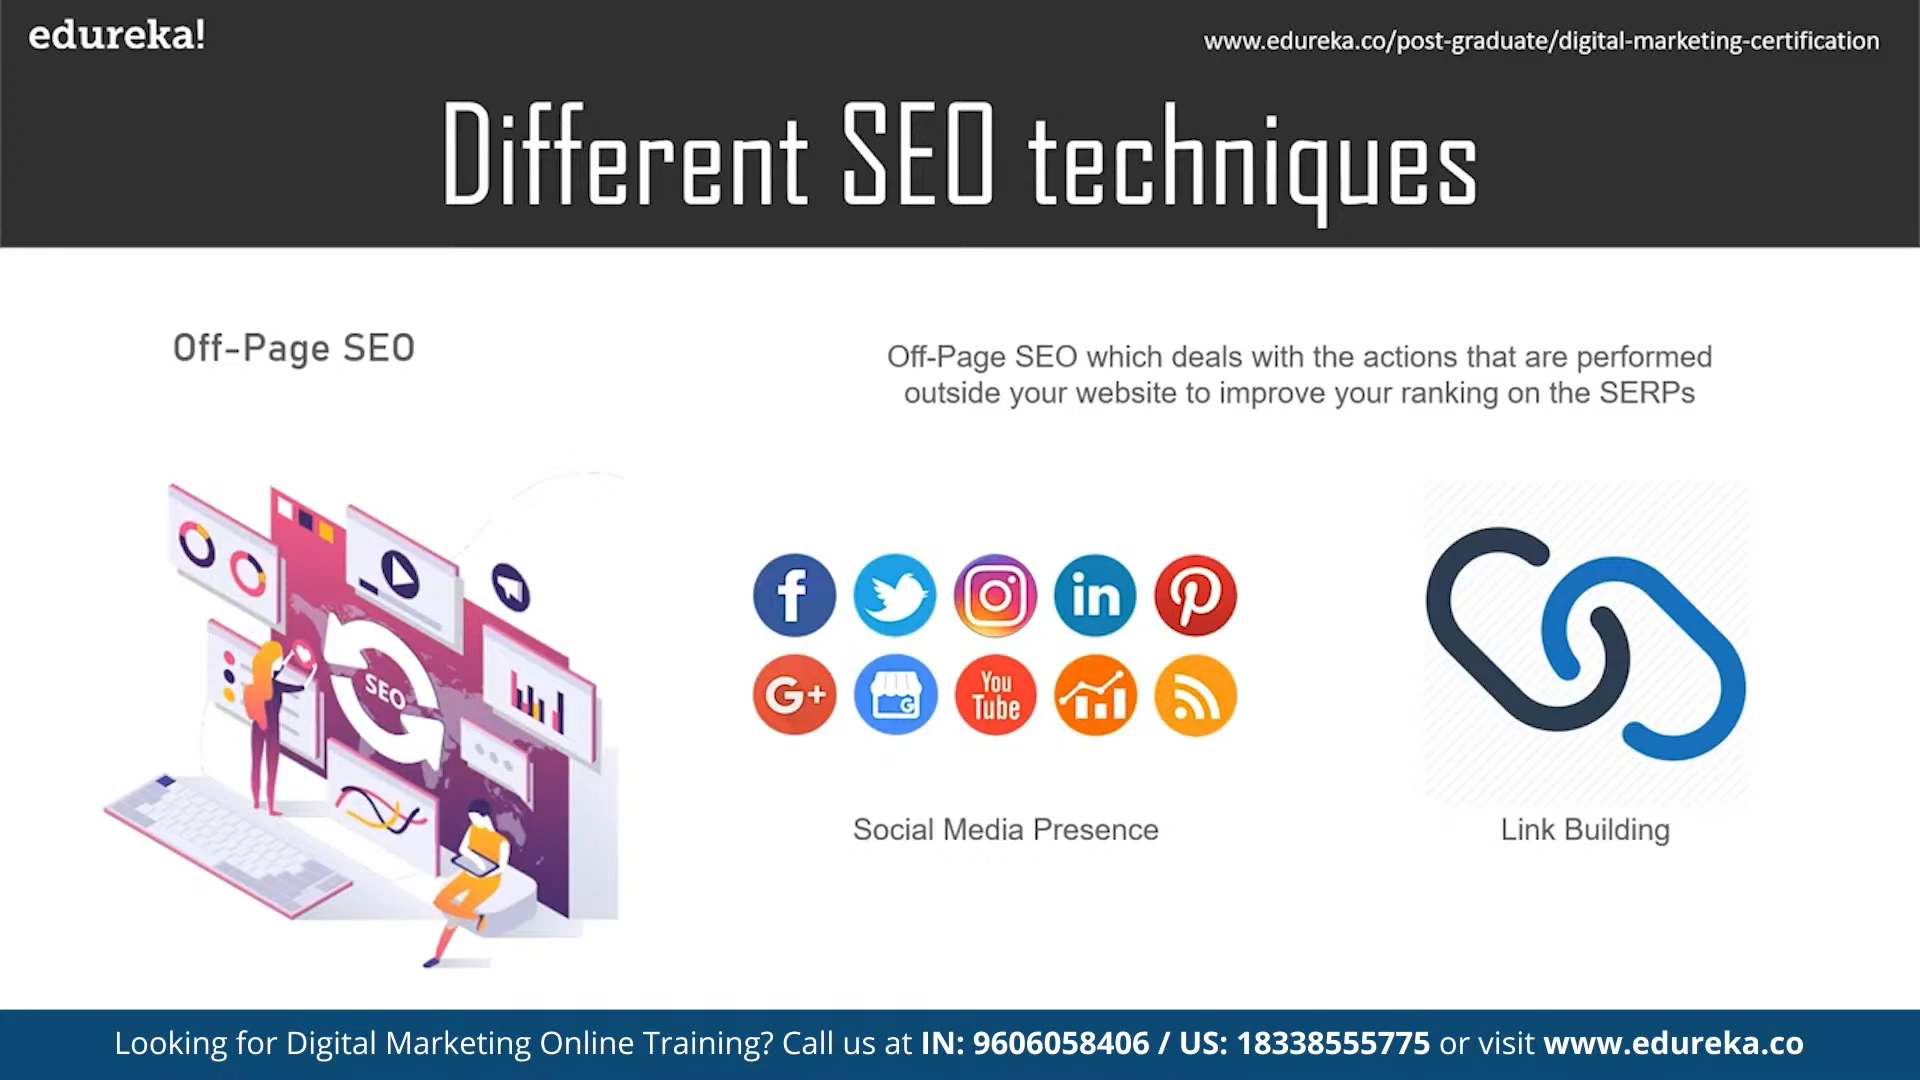 edureka!
www.edureka.co/post-graduate/digital-marketing-certification
Different SEO techniques
Off-Page SEO
Off-Page SEO which deals with the actions that are performed
outside your website to improve your ranking on the SERPs
SEO
f
in
G+
G
You
Tube
Social Media Presence
Link Building
Looking for Digital Marketing Online Training? Call us at IN: 9606058406 / US: 18338555775 or visit www.edureka.co